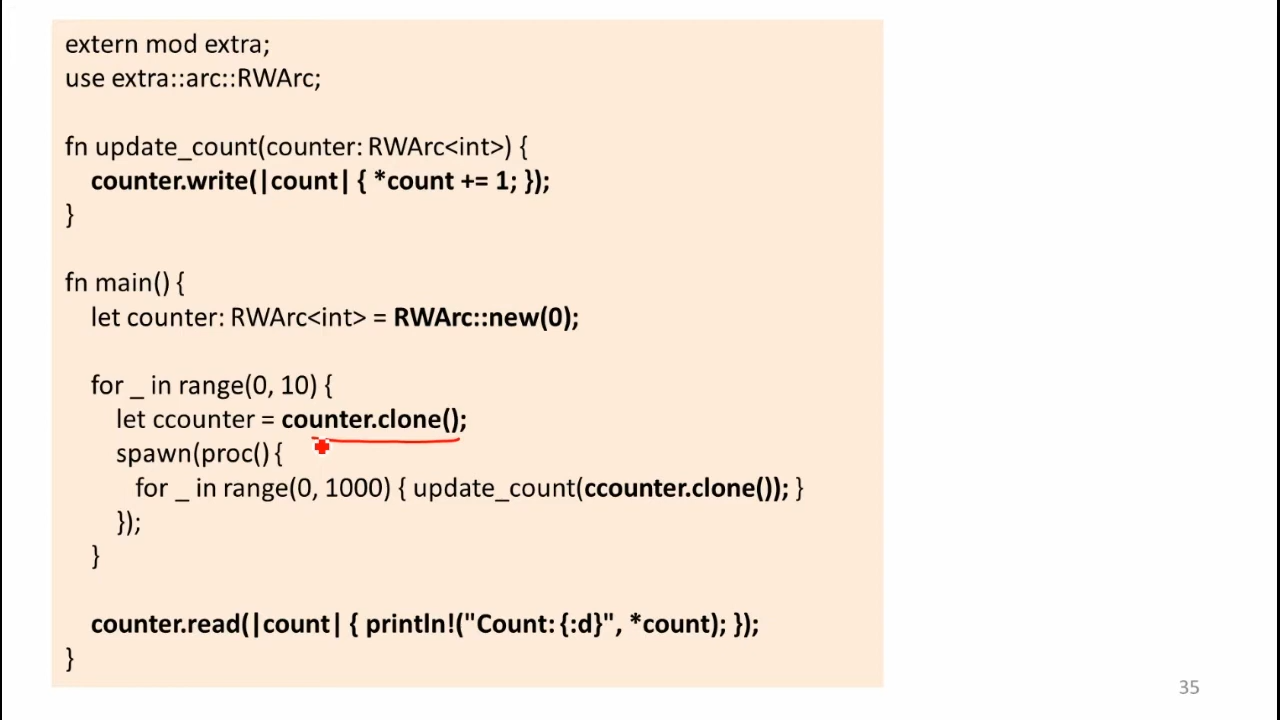 extern mod extra;
use extra::arc::RWArc;
fn update_count(counter: RWArc<int>) {
counter.write(|count| { *count += 1; });
}
fn main() {
let counter: RWArc<int> = RWArc::new(0);
for _ in range(0, 10) {
let ccounter = counter.clone();
spawn(proc() {
for _ in range(0, 1000) { update_count(ccounter.clone()); }
});
}
counter.read(|count| { println!("Count: {:d}", *count); });
}
35